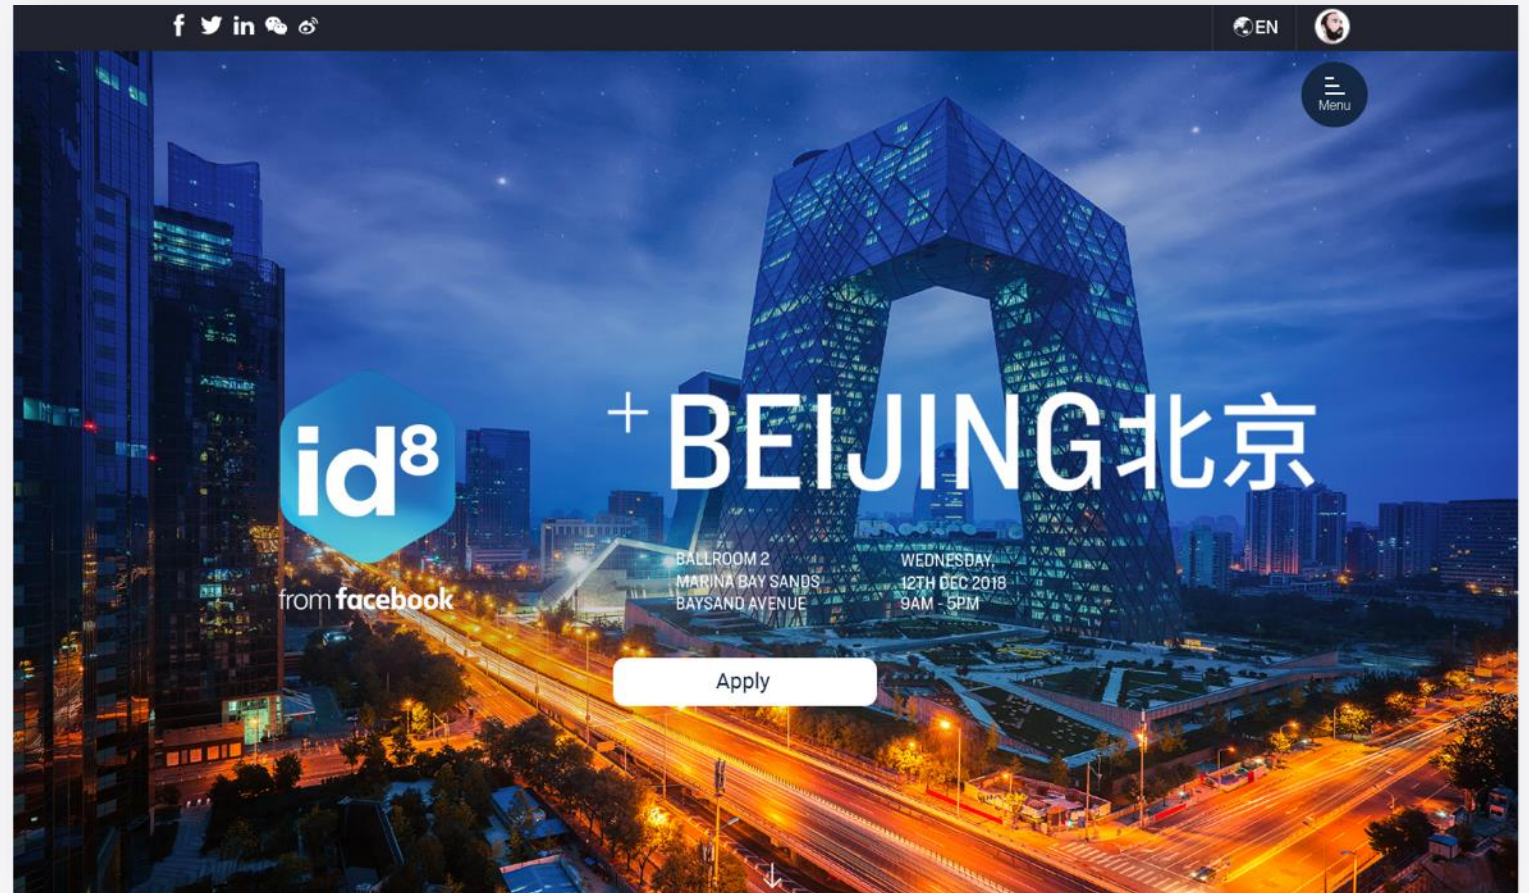 EN
Menu
id⁸
from facebook
BEIJING北京
BALLROOM 2
MARINA BAY SANDS
BAYSAND AVENUE
WEDNESDAY,
12TH DEC 2018
9AM - 5PM
Apply